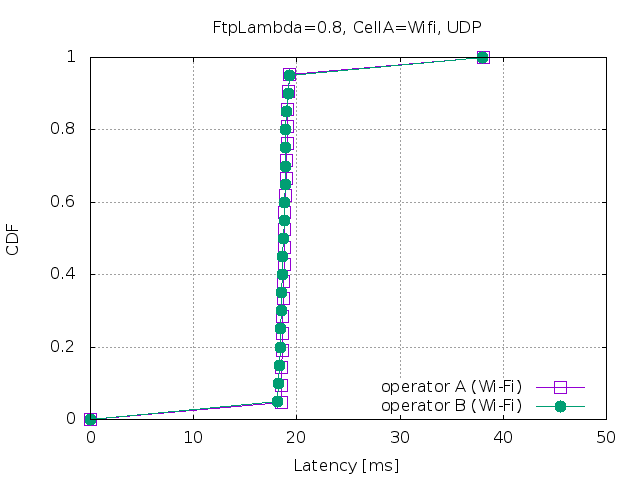 FtpLambda=0.8, CellA=Wifi, UDP
1
0.8
0.6
0.4
0.2
0
CDF
operator A (Wi-Fi)
operator B (Wi-Fi)
0 10 20 30 40 50
Latency [ms]